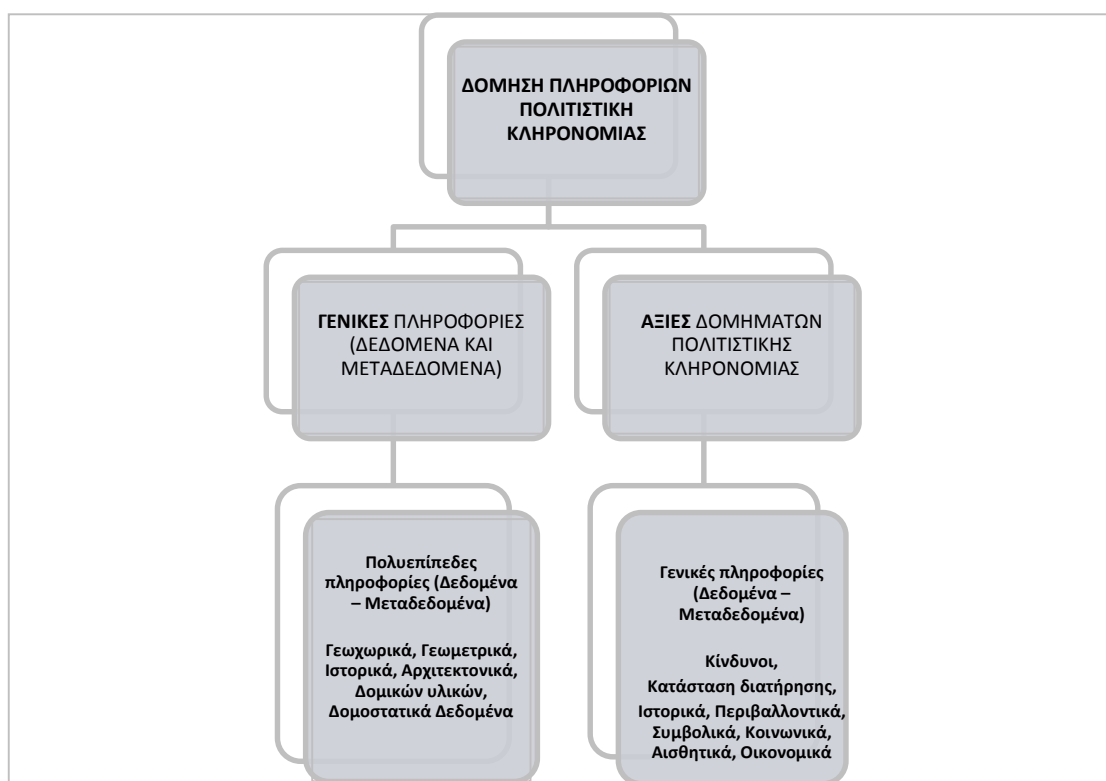 ΔΟΜΗΣΗ ΠΛΗΡΟΦΟΡΙΩΝ
ΠΟΛΙΤΙΣΤΙΚΗ
ΚΛΗΡΟΝΟΜΙΑΣ
ΓΕΝΙΚΕΣ ΠΛΗΡΟΦΟΡΙΕΣ
(ΔΕΔΟΜΕΝΑ ΚΑΙ
ΜΕΤΑΔΕΔΟΜΕΝΑ)
ΑΞΙΕΣ ΔΟΜΗΜΑΤΩΝ
ΠΟΛΙΤΙΣΤΙΚΗΣ
ΚΛΗΡΟΝΟΜΙΑΣ
Πολυεπίπεδες
πληροφορίες (Δεδομένα
– Μεταδεδομένα)
Γεωχωρικά, Γεωμετρικά,
Ιστορικά, Αρχιτεκτονικά,
Δομικών υλικών,
Δομοστατικά Δεδομένα
Γενικές πληροφορίες
(Δεδομένα –
Μεταδεδομένα)
Κίνδυνοι,
Κατάσταση διατήρησης,
Ιστορικά, Περιβαλλοντικά,
Συμβολικά, Κοινωνικά,
Αισθητικά, Οικονομικά